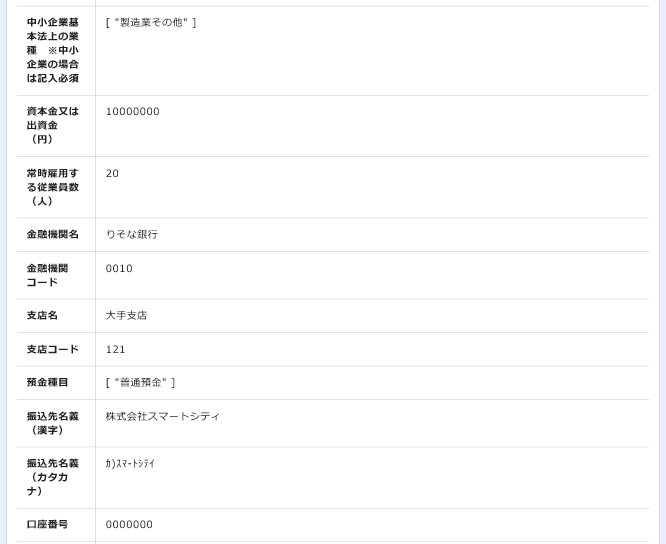 中小企業基
本法上の業
種　※中小
企業の場合
は記入必須
[ "製造業その他" ]
資本金又は
出資金
（円）
10000000
常時雇用す
る従業員数
（人）
20
金融機関名
りそな銀行
金融機関
コード
0010
支店名
大手支店
支店コード
121
預金種目
[ "普通預金" ]
振込先名義
（漢字）
株式会社スマートシティ
振込先名義
（カタカ
ナ）
ｶ)ｽﾏｰﾄｼﾃｲ
口座番号
0000000